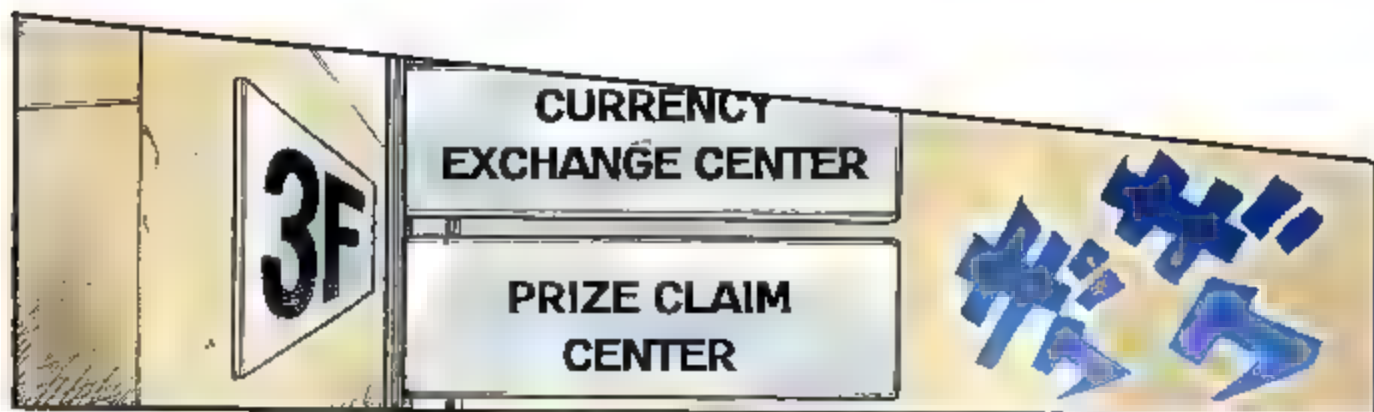 3F
CURRENCY
EXCHANGE CENTER
PRIZE CLAIM
CENTER